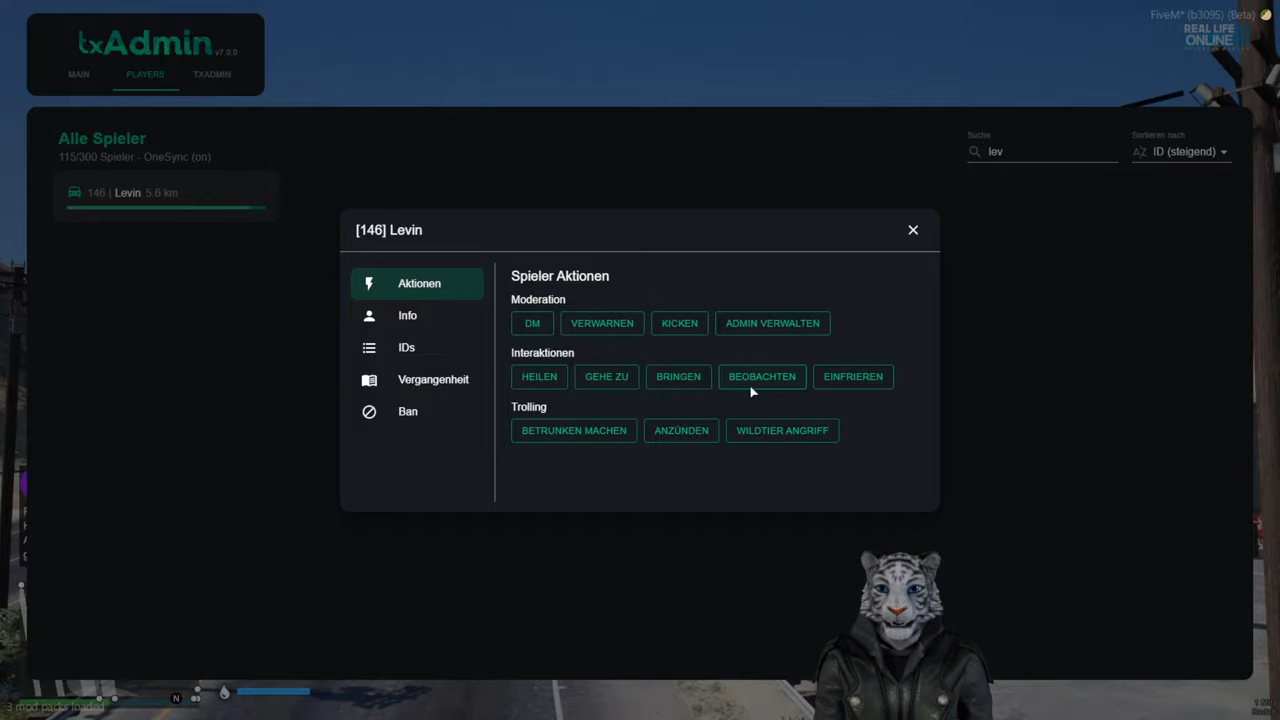 FiveM* (b3095) (Beta)
REAL LIFE
ONLINE
txAdmin v7.0.0
MAIN PLAYERS TXADMIN
Alle Spieler
115/300 Spieler - OneSync (on)
Suche
lev
Sortieren nach
ID (steigend)
146 | Levin 5.6 km
[146] Levin
Aktionen
Info
IDs
Vergangenheit
Ban
Spieler Aktionen
Moderation
DM VERWARNEN KICKEN ADMIN VERWALTEN
Interaktionen
HEILEN GEHE ZU BRINGEN BEOBACHTEN EINFRIEREN
Trolling
BETRUNKEN MACHEN ANZÜNDEN WILDTIER ANGRIFF
N
3 mod packs loaded